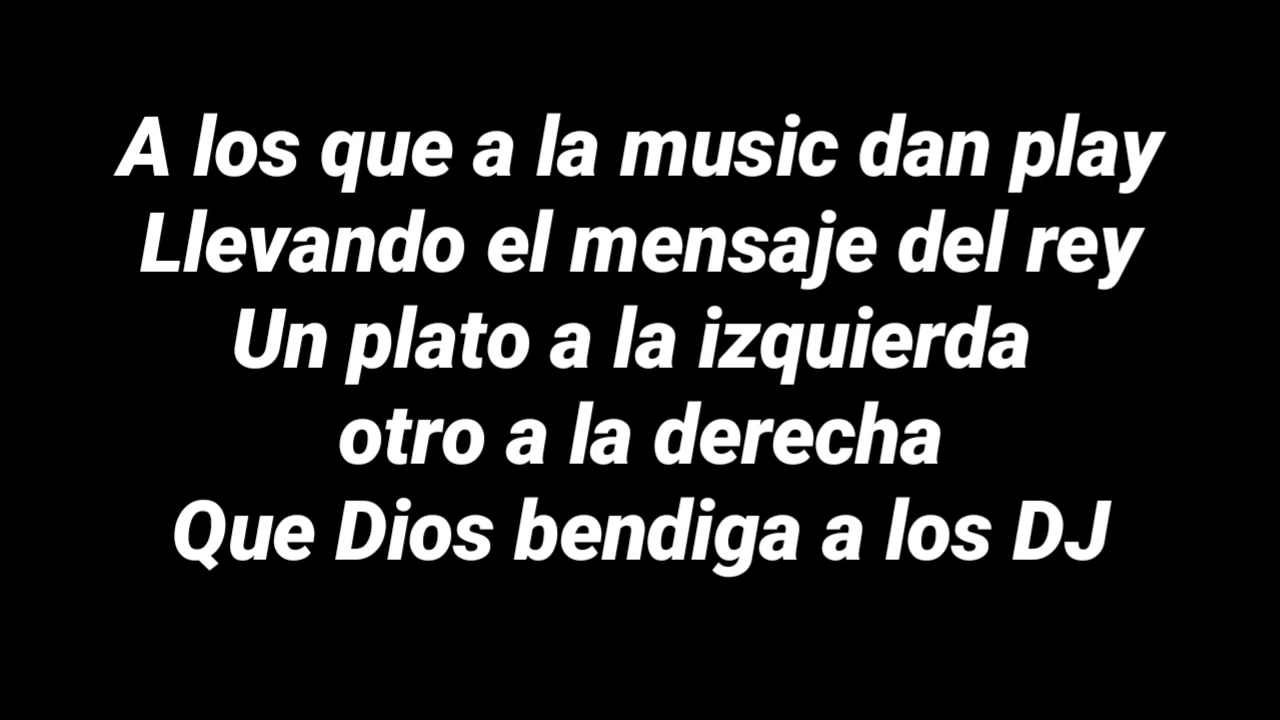 A los que a la music dan play
Llevando el mensaje del rey
Un plato a la izquierda
otro a la derecha
Que Dios bendiga a los DJ